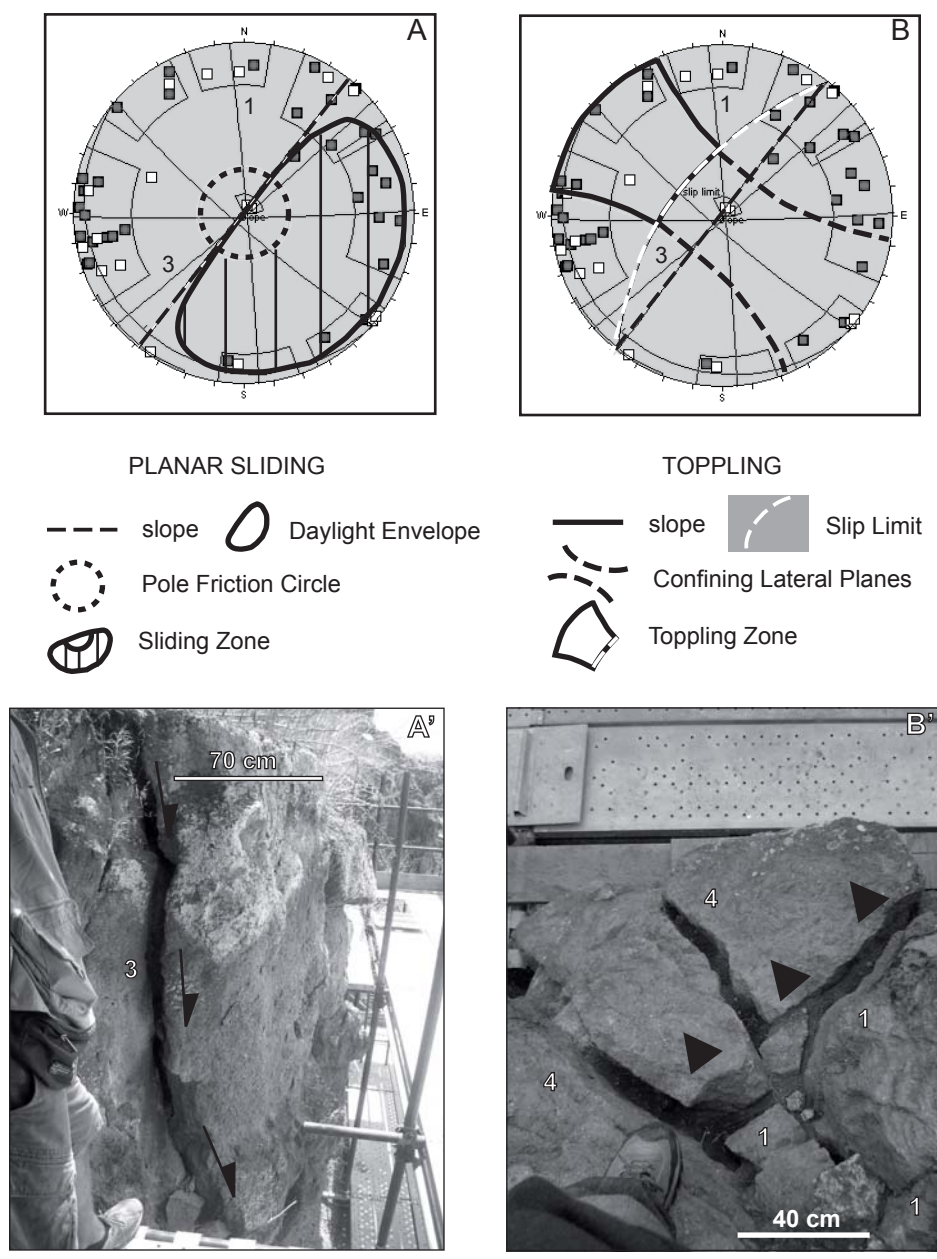 A
N
1
W
E
slope
3
S
B
N
1
slip limit
W
E
slope
3
S
PLANAR SLIDING
slope
Daylight Envelope
Pole Friction Circle
Sliding Zone
TOPPLING
slope
Slip Limit
Confining Lateral Planes
Toppling Zone
A'
70 cm
3
B'
4
1
4
1
1
40 cm